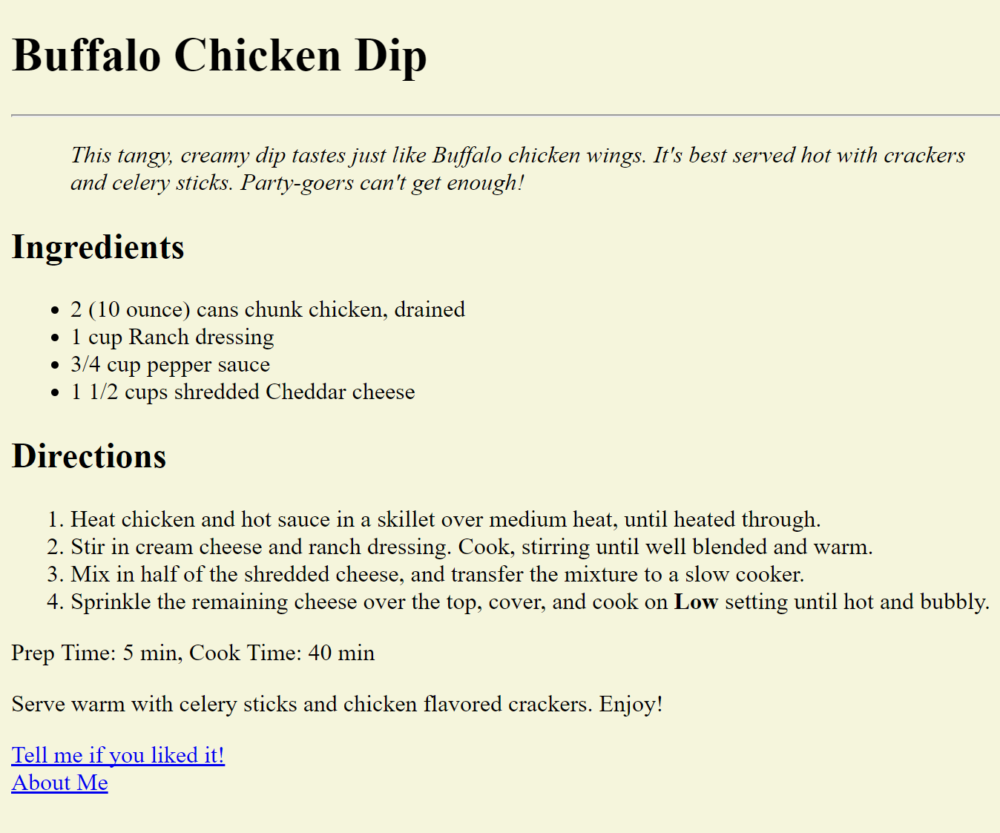 Buffalo Chicken Dip
This tangy, creamy dip tastes just like Buffalo chicken wings. It's best served hot with crackers
and celery sticks. Party-goers can't get enough!
Ingredients
• 2 (10 ounce) cans chunk chicken, drained
• 1 cup Ranch dressing
• 3/4 cup pepper sauce
• 1 1/2 cups shredded Cheddar cheese
Directions
1. Heat chicken and hot sauce in a skillet over medium heat, until heated through.
2. Stir in cream cheese and ranch dressing. Cook, stirring until well blended and warm.
3. Mix in half of the shredded cheese, and transfer the mixture to a slow cooker.
4. Sprinkle the remaining cheese over the top, cover, and cook on Low setting until hot and bubbly.
Prep Time: 5 min, Cook Time: 40 min
Serve warm with celery sticks and chicken flavored crackers. Enjoy!
Tell me if you liked it!
About Me